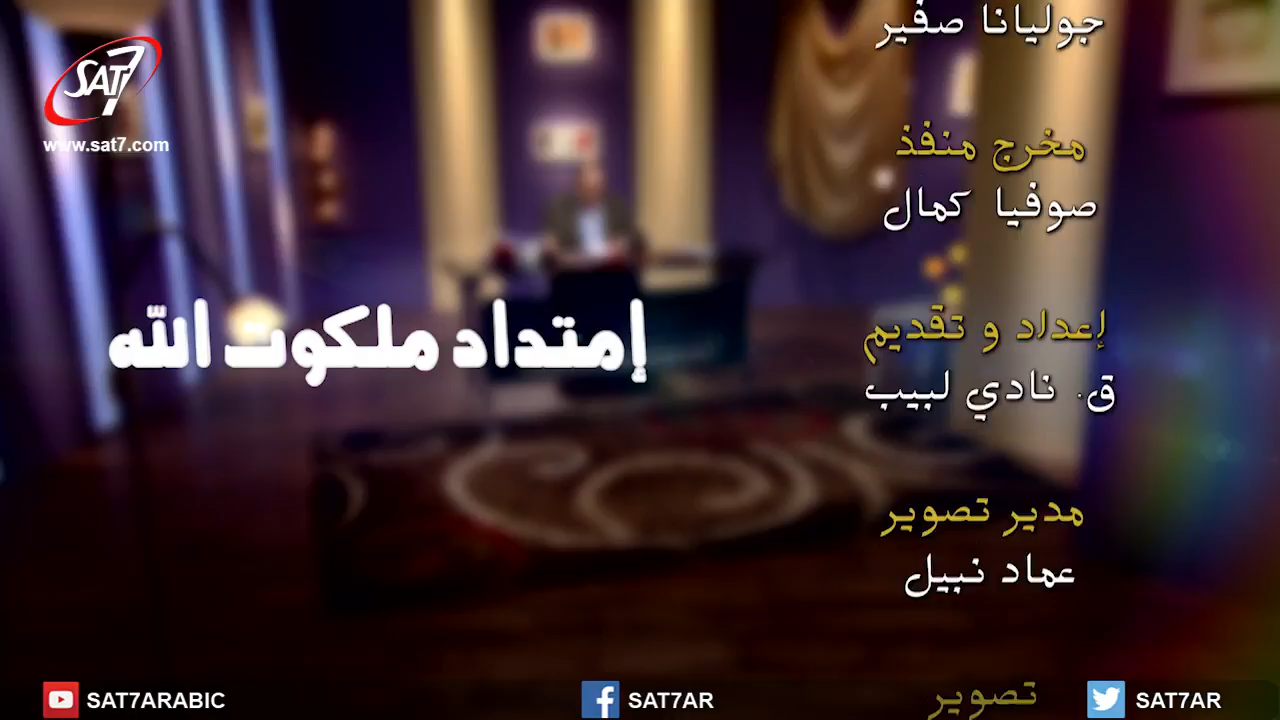 SAT7
www.sat7.com
جوليانا صفير
مخرج منفذ
صوفيا كمال
إعداد و تقديم
ق. نادي لبيب
إمتداد ملكوت الله
مدير تصوير
عماد نبيل
تصوير
SAT7ARABIC
SAT7AR
SAT7AR